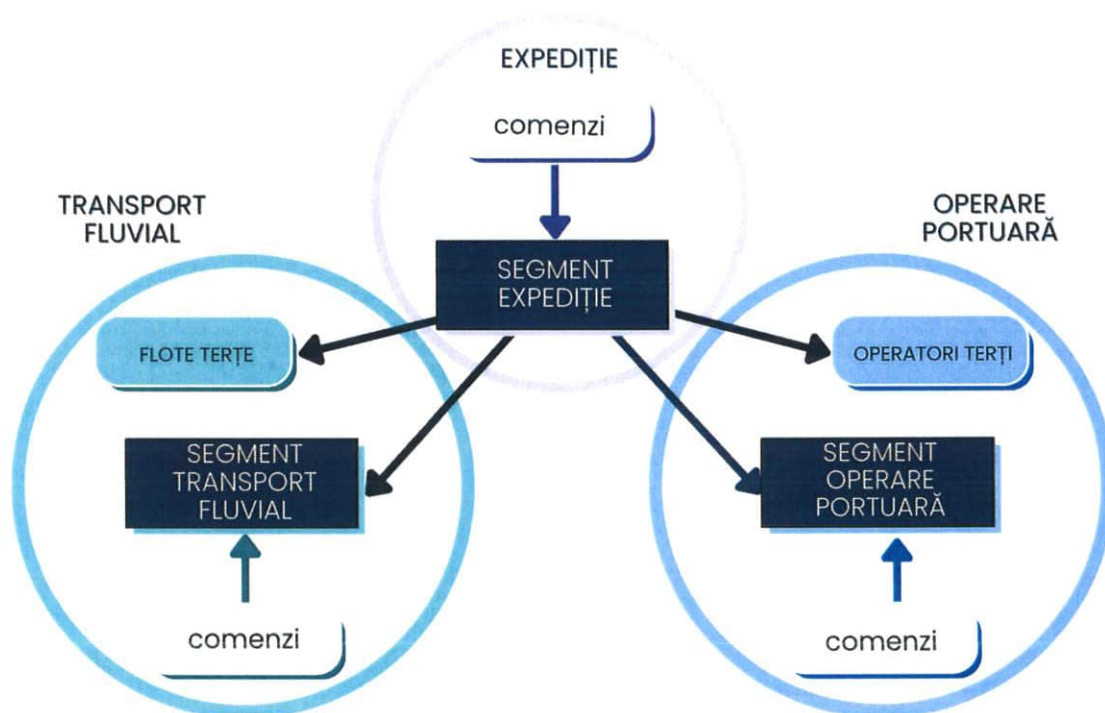 EXPEDIȚIE
comenzi
TRANSPORT
FLUVIAL
OPERARE
PORTUARĂ
SEGMENT
EXPEDIȚIE
FLOTE TERȚE
OPERATORI TERȚI
SEGMENT
TRANSPORT
FLUVIAL
SEGMENT
OPERARE
PORTUARĂ
comenzi
comenzi